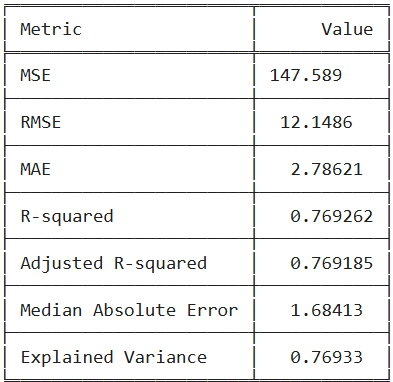 Metric Value
MSE 147.589
RMSE 12.1486
MAE 2.78621
R-squared 0.769262
Adjusted R-squared 0.769185
Median Absolute Error 1.68413
Explained Variance 0.76933